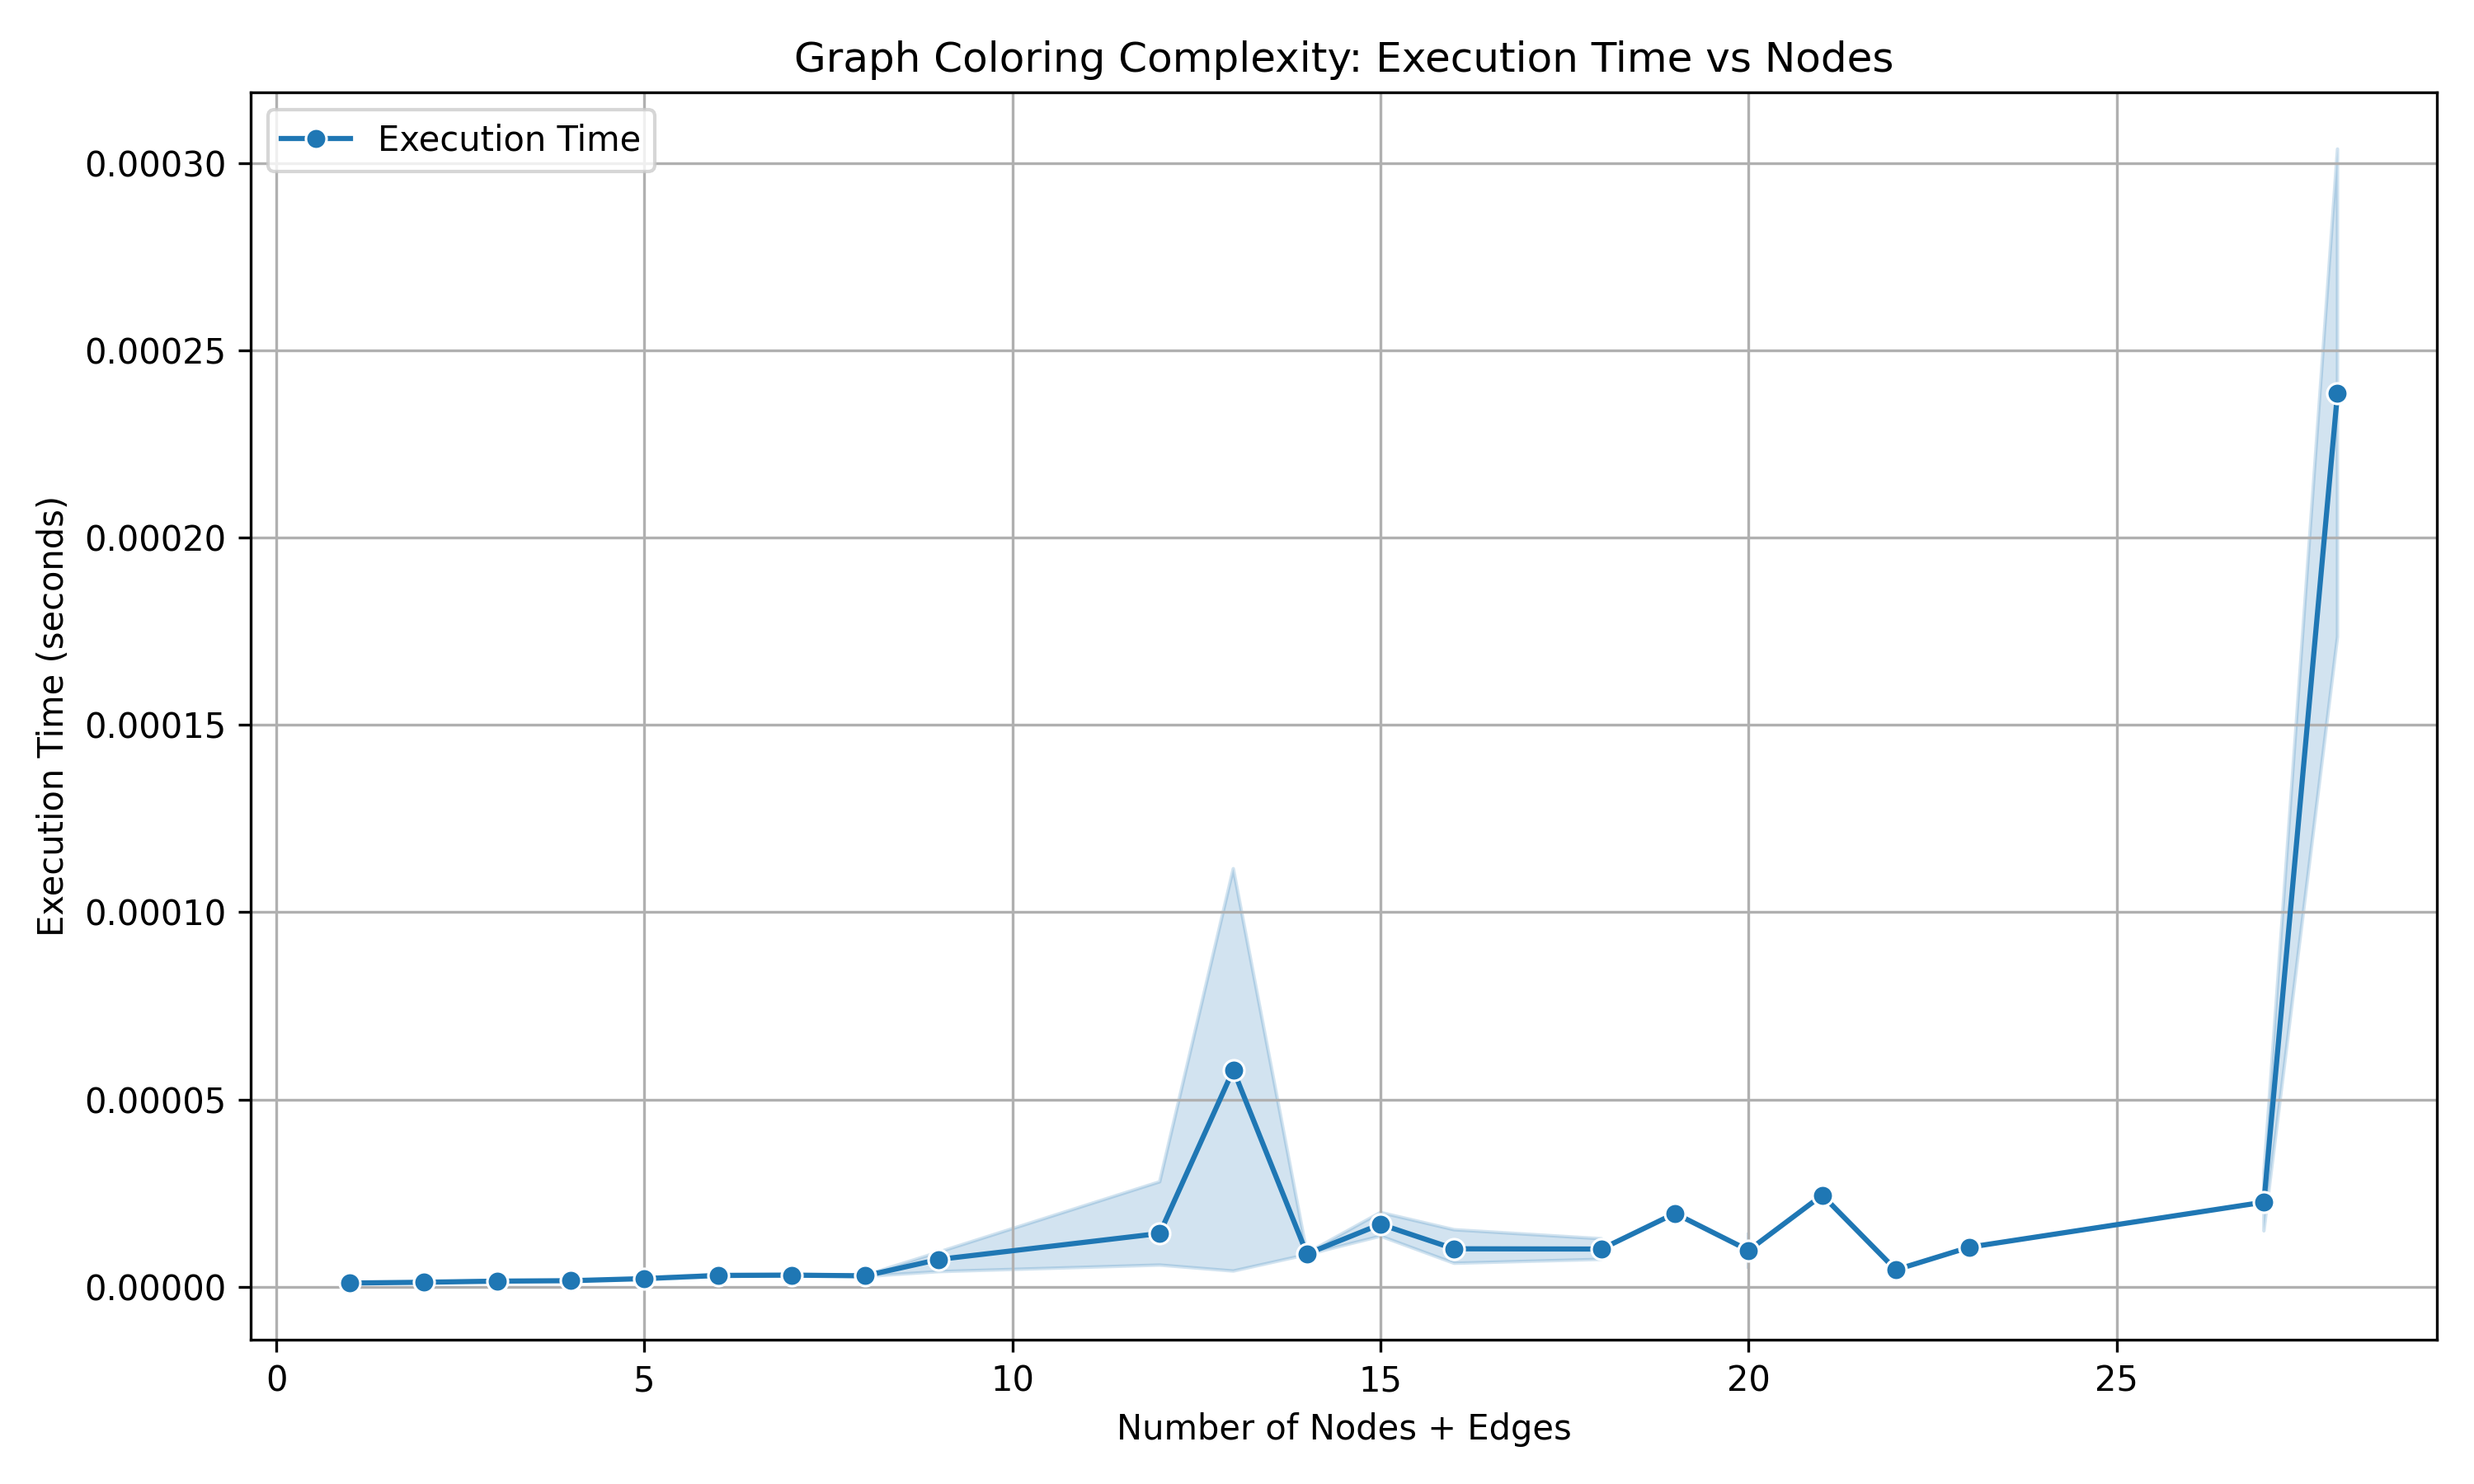 Graph Coloring Complexity: Execution Time vs Nodes
Execution Time
0.00030
0.00025
0.00020
0.00015
0.00010
0.00005
0.00000
Execution Time (seconds)
0 5 10 15 20 25
Number of Nodes + Edges